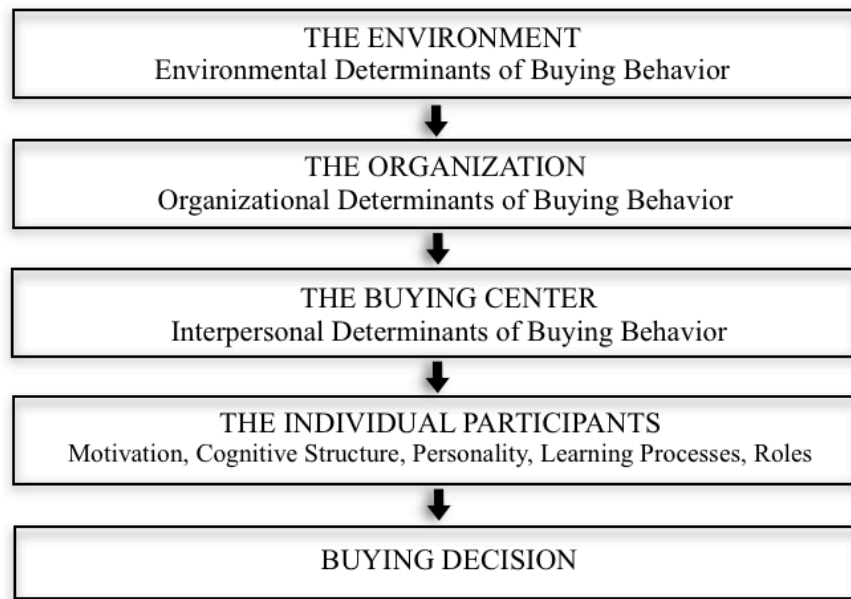 THE ENVIRONMENT
Environmental Determinants of Buying Behavior
THE ORGANIZATION
Organizational Determinants of Buying Behavior
THE BUYING CENTER
Interpersonal Determinants of Buying Behavior
THE INDIVIDUAL PARTICIPANTS
Motivation, Cognitive Structure, Personality, Learning Processes, Roles
BUYING DECISION